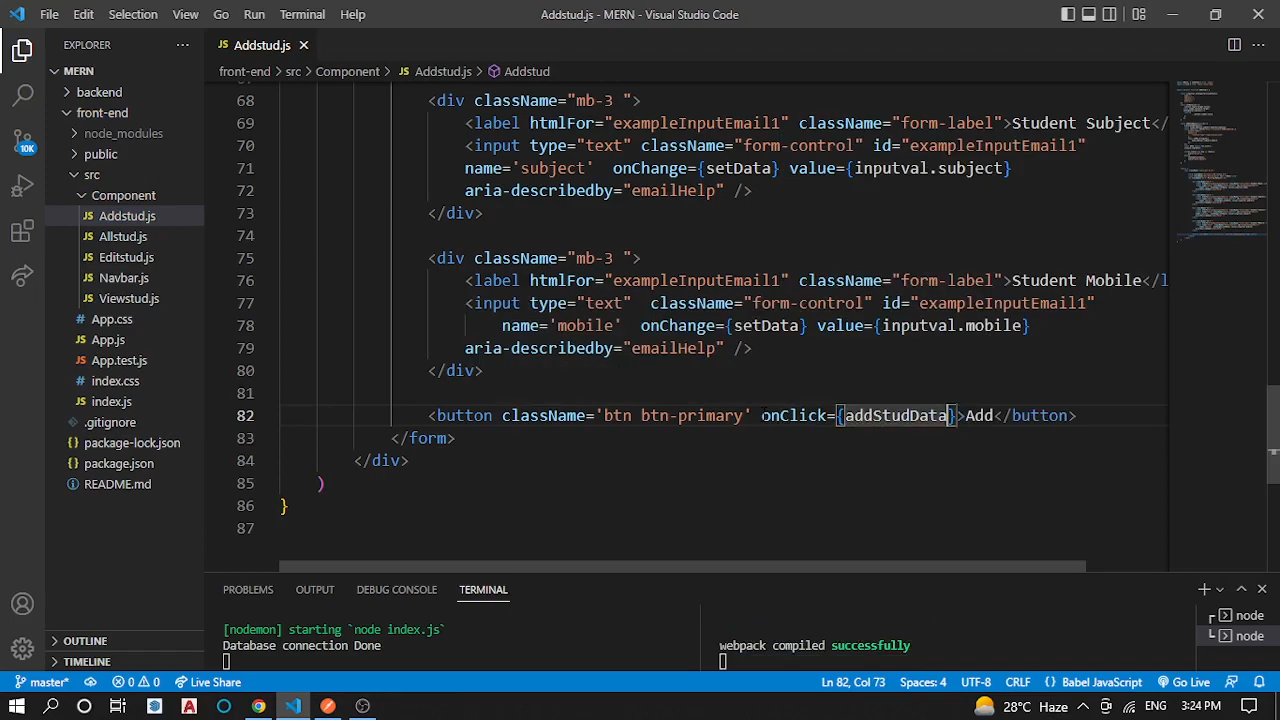 File Edit Selection View Go Run Terminal Help
Addstud.js - MERN - Visual Studio Code
EXPLORER
Addstud.js
MERN
front-end > src > Component > Addstud.js > Addstud
backend
front-end
node_modules
public
src
Component
Addstud.js
Allstud.js
Editstud.js
Navbar.js
Viewstud.js
App.css
App.js
App.test.js
index.css
index.js
.gitignore
package-lock.json
package.json
README.md
OUTLINE
TIMELINE
10K
68 <div className="mb-3 ">
69 <label htmlFor="exampleInputEmail1" className="form-label">Student Subject</
70 <input type="text" className="form-control" id="exampleInputEmail1"
71 name='subject' onChange={setData} value={inputval.subject}
72 aria-describedby="emailHelp" />
73 </div>
74
75 <div className="mb-3 ">
76 <label htmlFor="exampleInputEmail1" className="form-label">Student Mobile</l
77 <input type="text" className="form-control" id="exampleInputEmail1"
78 name='mobile' onChange={setData} value={inputval.mobile}
79 aria-describedby="emailHelp" />
80 </div>
81
82 <button className='btn btn-primary' onClick={addStudData}>Add</button>
83 </form>
84 </div>
85 )
86 }
87
PROBLEMS OUTPUT DEBUG CONSOLE TERMINAL
[nodemon] starting `node index.js`
Database connection Done
webpack compiled successfully
node
node
master* 0 0 Live Share
Ln 82, Col 73 Spaces: 4 UTF-8 CRLF {} Babel JavaScript Go Live
28°C Haze ENG 3:24 PM